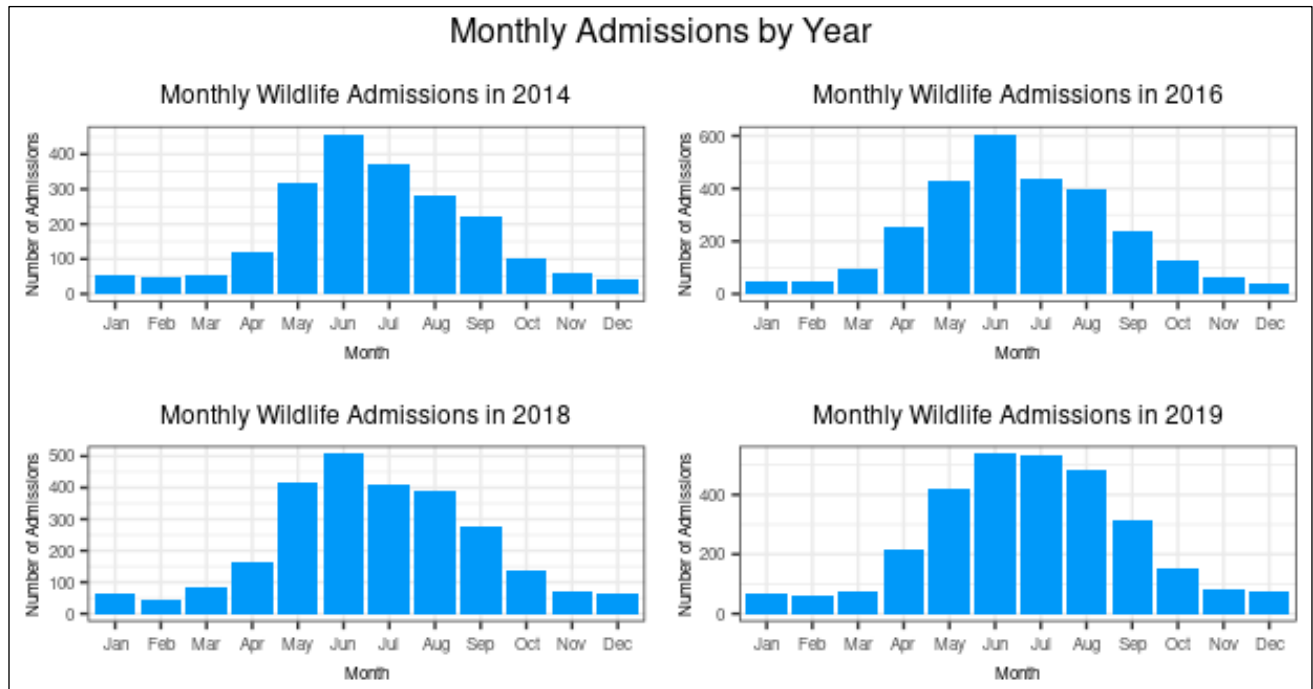 Monthly Admissions by Year
Monthly Wildlife Admissions in 2014
Number of Admissions
400
300
200
100
0
Jan Feb Mar Apr May Jun Jul Aug Sep Oct Nov Dec
Month
Monthly Wildlife Admissions in 2016
Number of Admissions
600
400
200
0
Jan Feb Mar Apr May Jun Jul Aug Sep Oct Nov Dec
Month
Monthly Wildlife Admissions in 2018
Number of Admissions
500
400
300
200
100
0
Jan Feb Mar Apr May Jun Jul Aug Sep Oct Nov Dec
Month
Monthly Wildlife Admissions in 2019
Number of Admissions
400
200
0
Jan Feb Mar Apr May Jun Jul Aug Sep Oct Nov Dec
Month